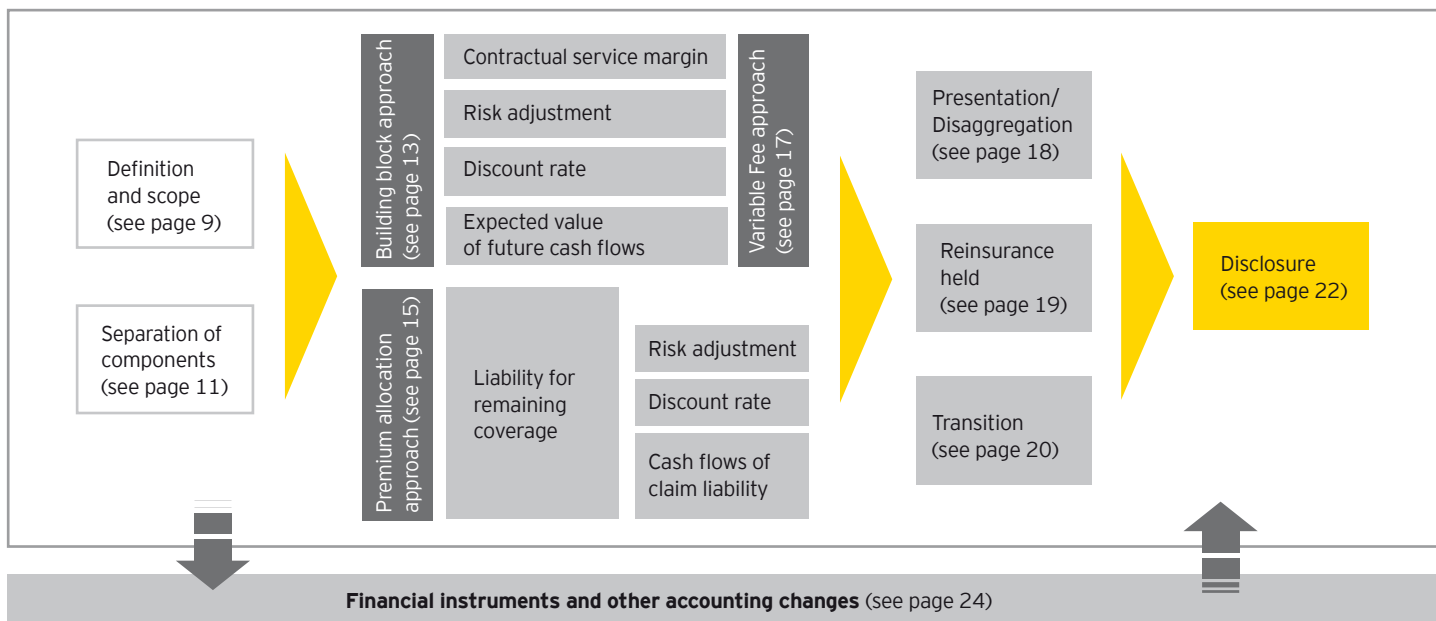 Definition
and scope
(see page 9)
Separation of
components
(see page 11)
Building block approach
(see page 13)
Contractual service margin
Risk adjustment
Discount rate
Expected value
of future cash flows
Variable Fee approach
(see page 17)
Premium allocation
approach (see page 15)
Liability for
remaining
coverage
Risk adjustment
Discount rate
Cash flows of
claim liability
Presentation/
Disaggregation
(see page 18)
Reinsurance
held
(see page 19)
Transition
(see page 20)
Disclosure
(see page 22)
Financial instruments and other accounting changes (see page 24)